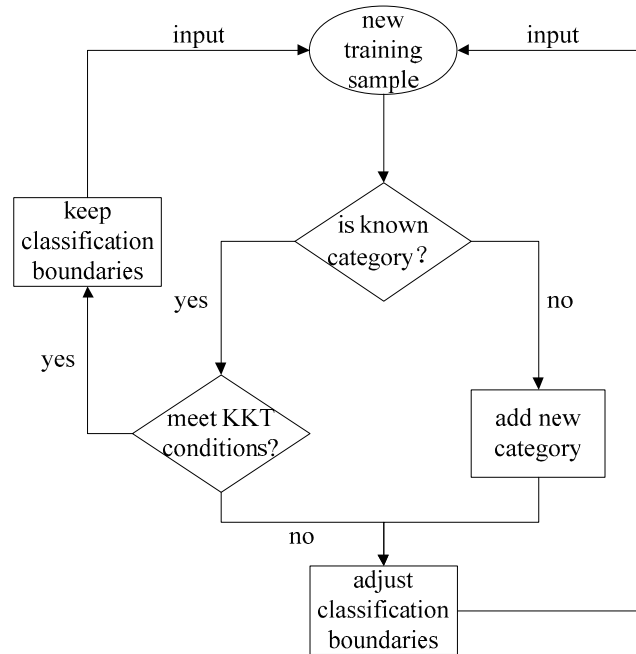 input
new
training
sample
input
keep
classification
boundaries
is known
category?
yes
no
yes
meet KKT
conditions?
add new
category
no
adjust
classification
boundaries